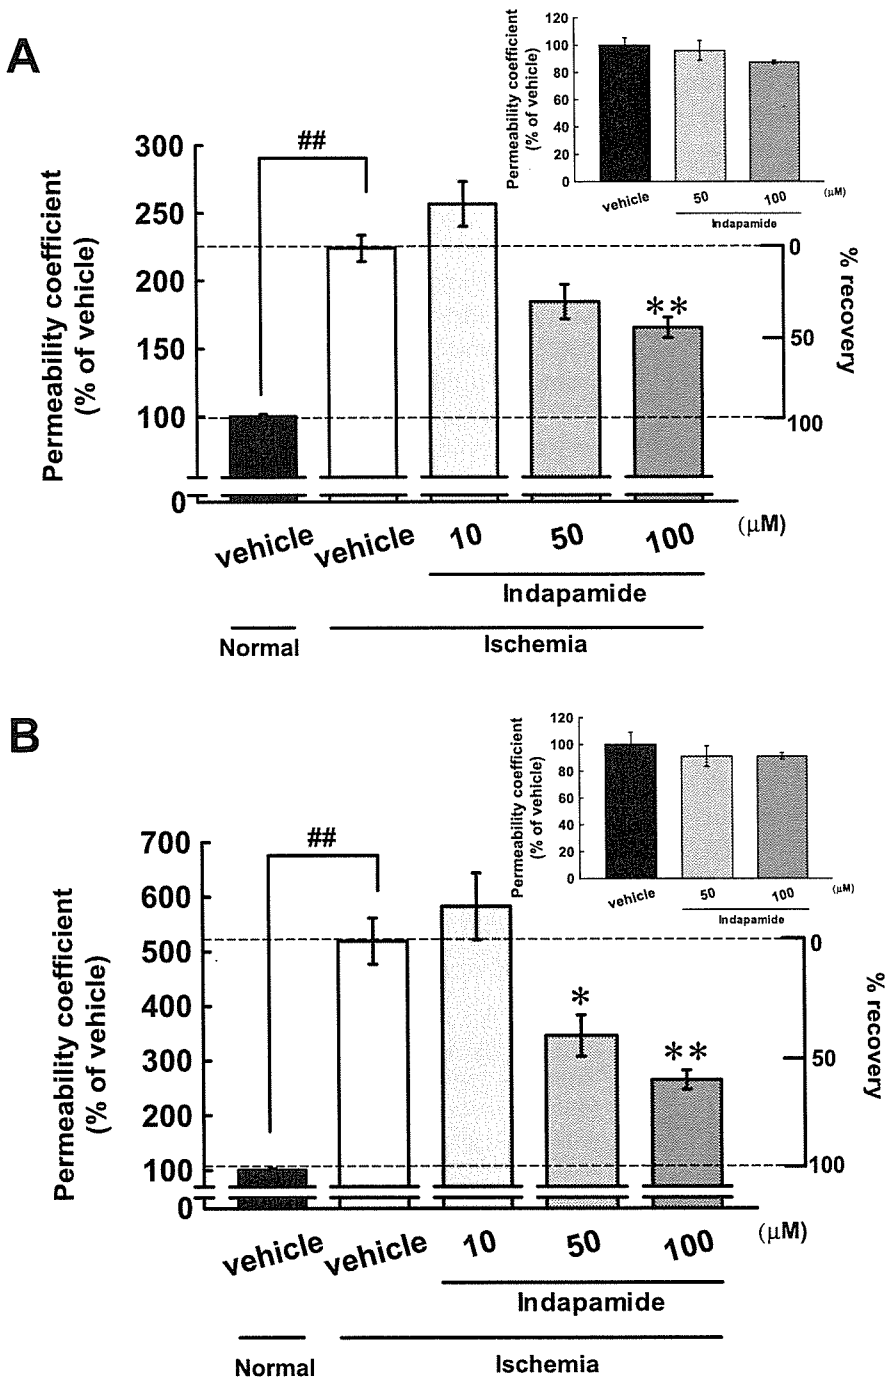 A
Permeability coefficient
(% of vehicle)
120
100
80
60
40
20
0
vehicle
50
100
(μM)
Indapamide
##
300
250
200
150
100
0
Permeability coefficient
(% of vehicle)
**
0
50
100
% recovery
vehicle
vehicle
10
50
100
(μM)
Indapamide
Normal
Ischemia
B
Permeability coefficient
(% of vehicle)
120
100
80
60
40
20
0
vehicle
50
100
(μM)
Indapamide
##
700
600
500
400
300
200
100
0
Permeability coefficient
(% of vehicle)
*
**
0
50
100
% recovery
vehicle
vehicle
10
50
100
(μM)
Indapamide
Normal
Ischemia